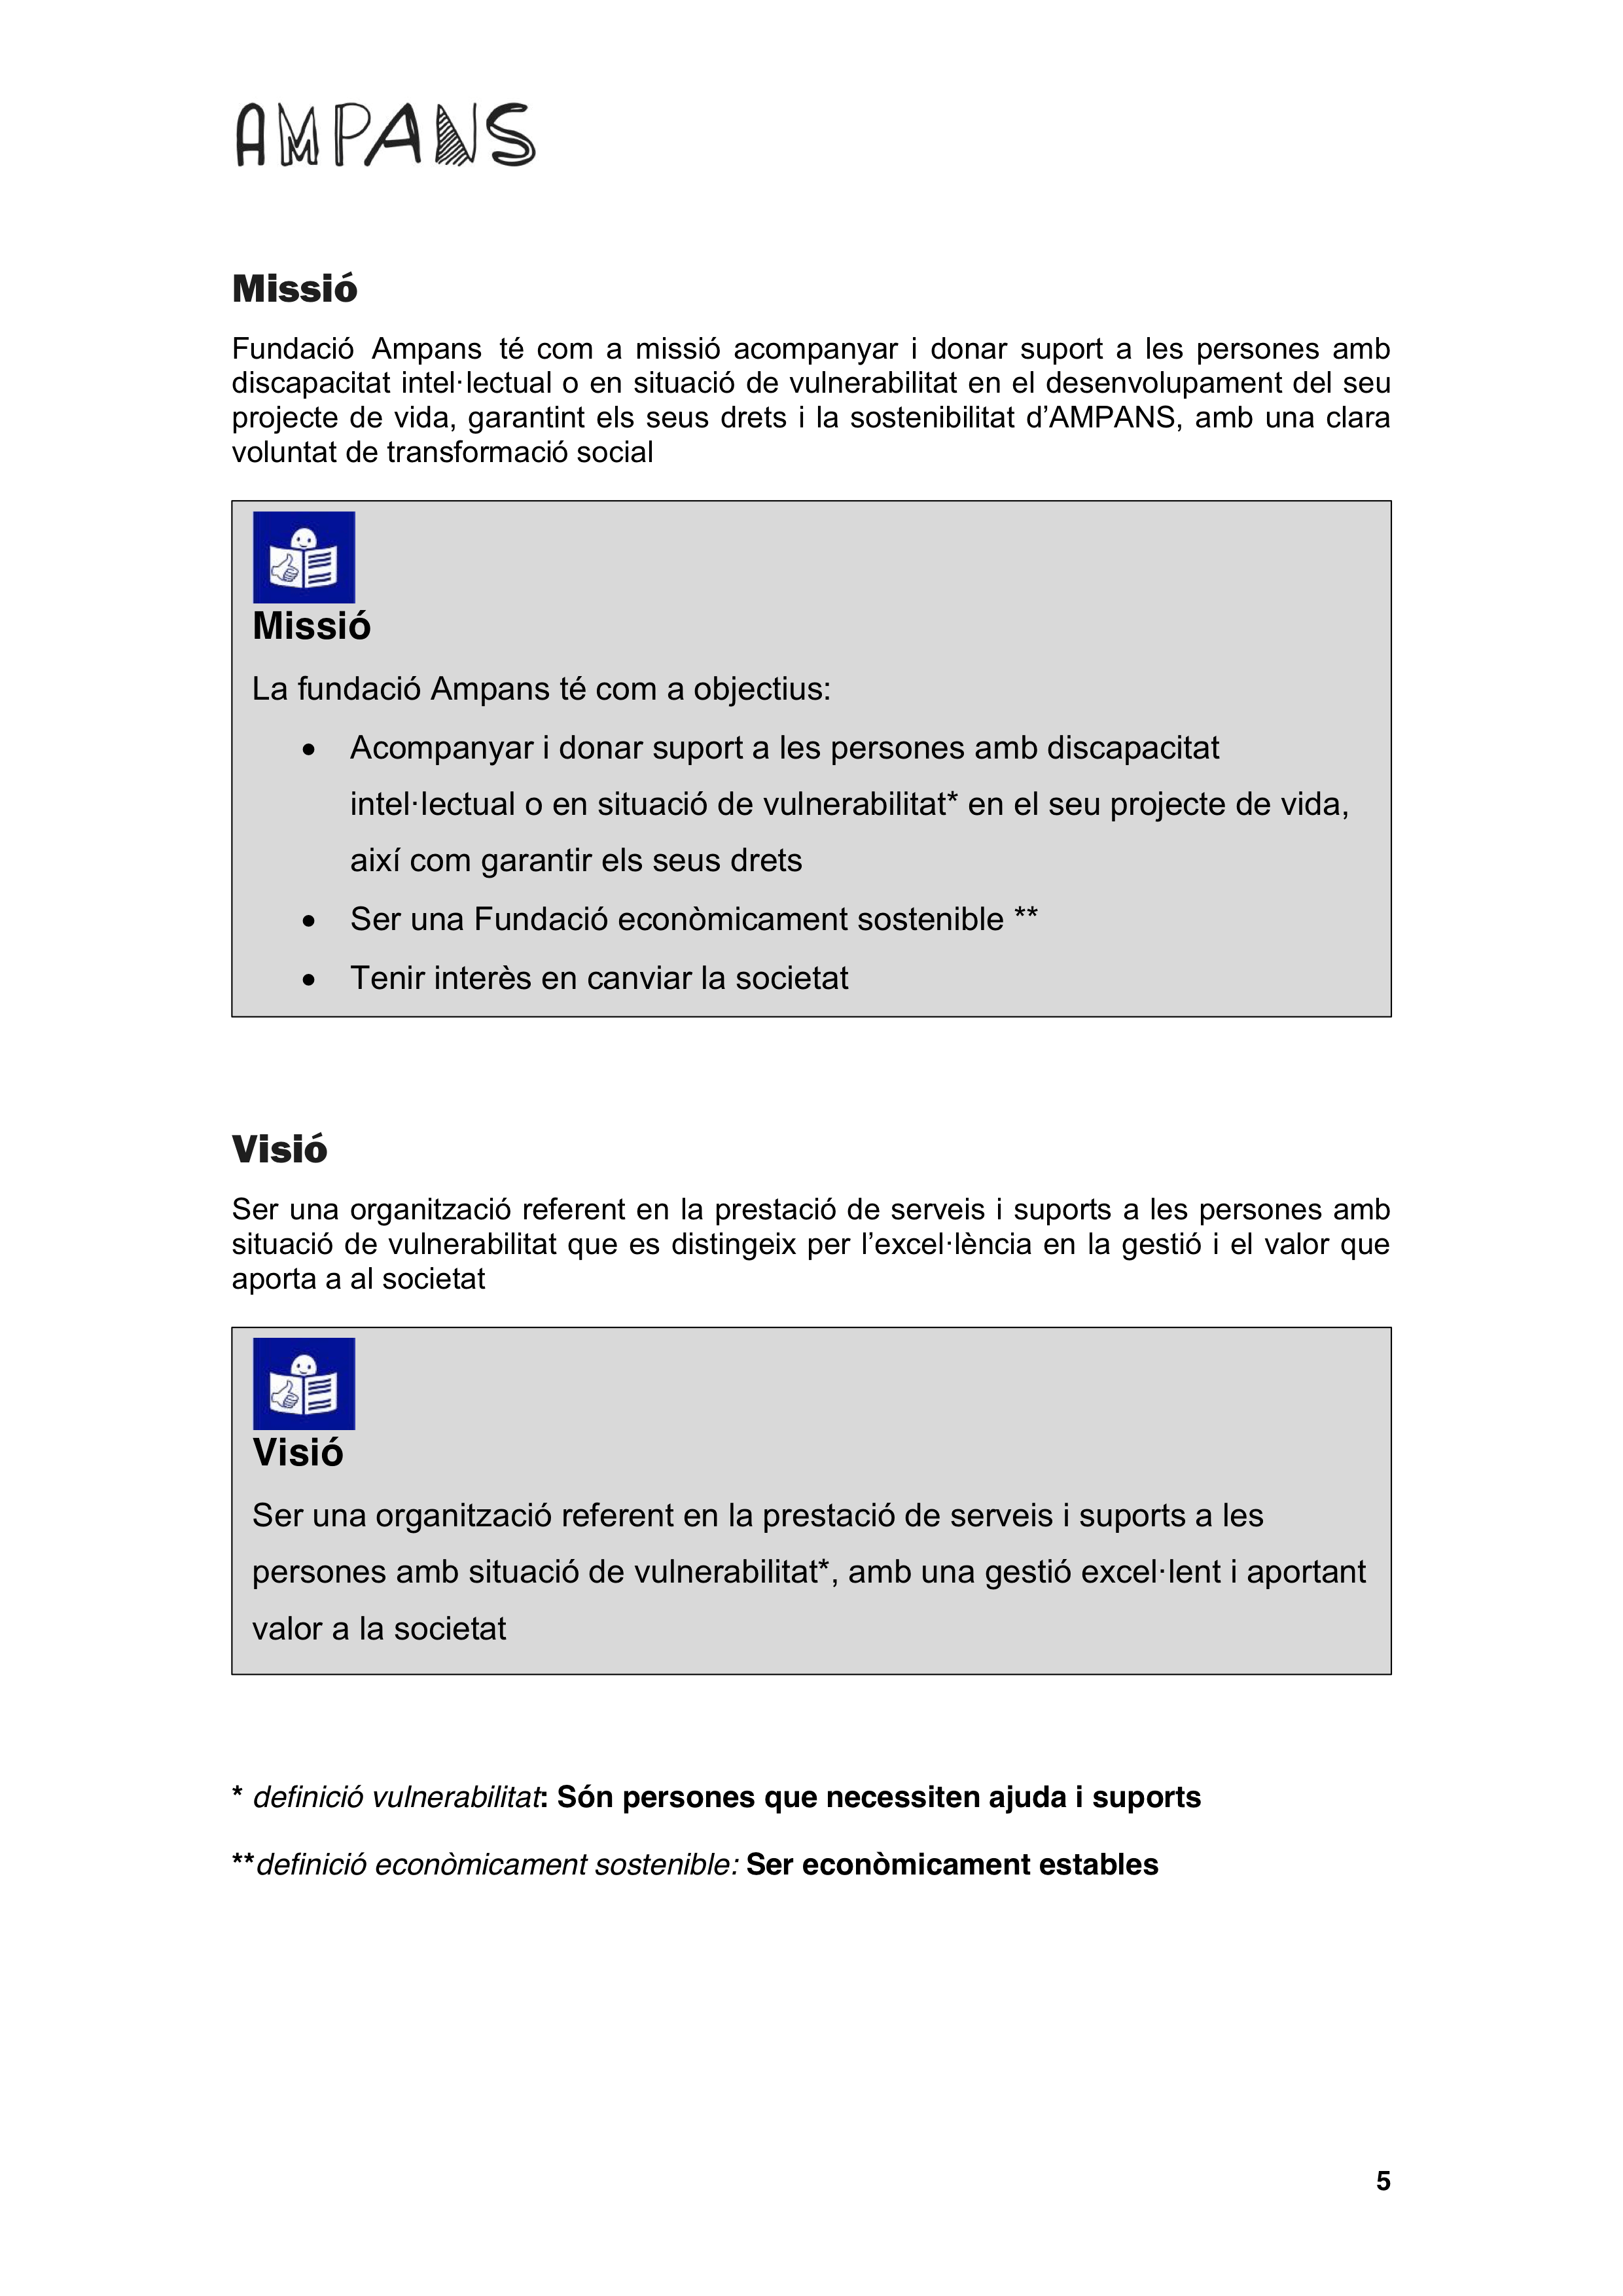 AMPANS
Missió
Fundació Ampans té com a missió acompanyar i donar suport a les persones amb
discapacitat intel·lectual o en situació de vulnerabilitat en el desenvolupament del seu
projecte de vida, garantint els seus drets i la sostenibilitat d’AMPANS, amb una clara
voluntat de transformació social
Missió
La fundació Ampans té com a objectius:
• Acompanyar i donar suport a les persones amb discapacitat
intel·lectual o en situació de vulnerabilitat* en el seu projecte de vida,
així com garantir els seus drets
• Ser una Fundació econòmicament sostenible **
• Tenir interès en canviar la societat
Visió
Ser una organització referent en la prestació de serveis i suports a les persones amb
situació de vulnerabilitat que es distingeix per l’excel·lència en la gestió i el valor que
aporta a al societat
Visió
Ser una organització referent en la prestació de serveis i suports a les
persones amb situació de vulnerabilitat*, amb una gestió excel·lent i aportant
valor a la societat
* definició vulnerabilitat: Són persones que necessiten ajuda i suports
**definició econòmicament sostenible: Ser econòmicament estables
5